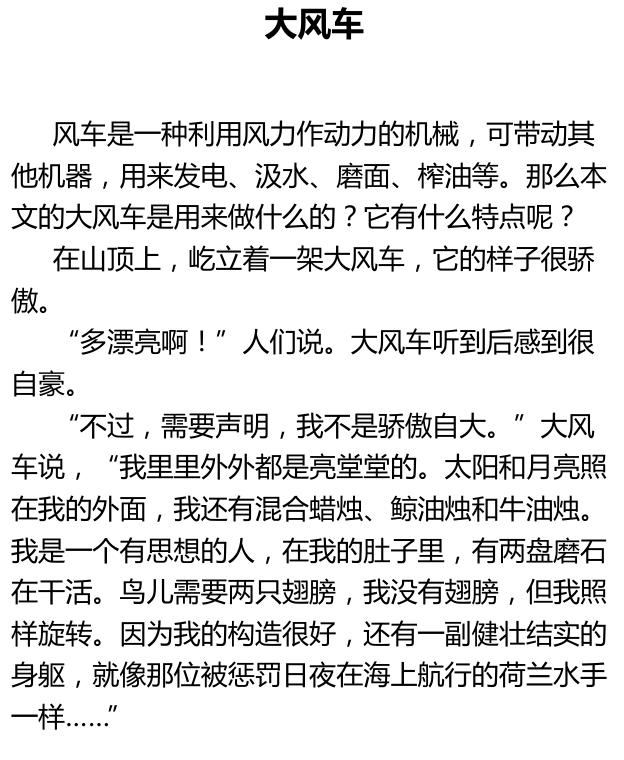 大风车
风车是一种利用风力作动力的机械，可带动其
他机器，用来发电、汲水、磨面、榨油等。那么本
文的大风车是用来做什么的？它有什么特点呢？
在山顶上，屹立着一架大风车，它的样子很骄
傲。
“多漂亮啊！”人们说。大风车听到后感到很
自豪。
“不过，需要声明，我不是骄傲自大。”大风
车说，“我里里外外都是亮堂堂的。太阳和月亮照
在我的外面，我还有混合蜡烛、鲸油烛和牛油烛。
我是一个有思想的人，在我的肚子里，有两盘磨石
在干活。鸟儿需要两只翅膀，我没有翅膀，但我照
样旋转。因为我的构造很好，还有一副健壮结实的
身躯，就像那位被惩罚日夜在海上航行的荷兰水手
一样……”